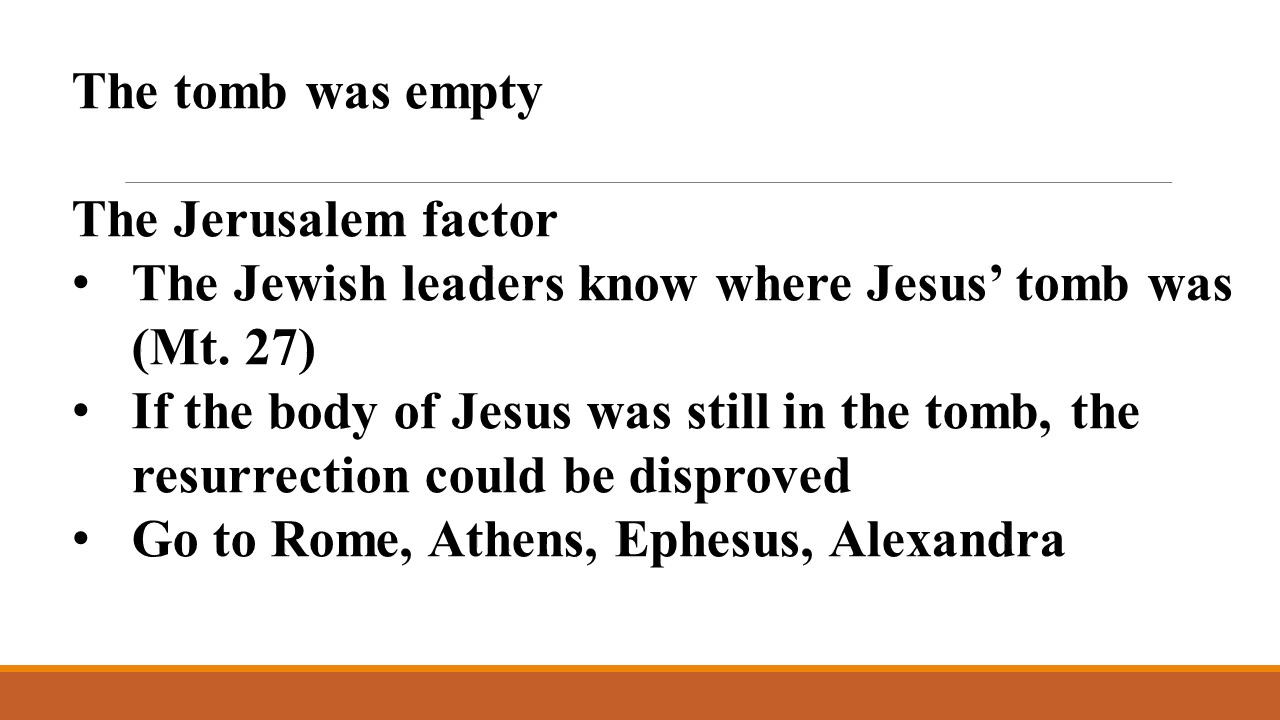 The tomb was empty
The Jerusalem factor
• The Jewish leaders know where Jesus’ tomb was
(Mt. 27)
• If the body of Jesus was still in the tomb, the
resurrection could be disproved
• Go to Rome, Athens, Ephesus, Alexandra